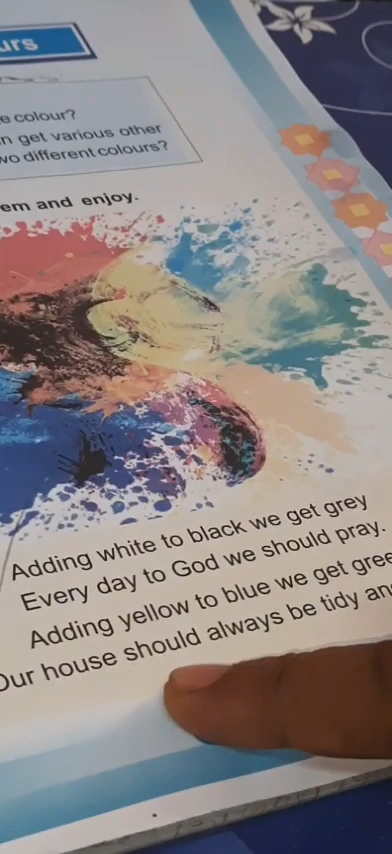 urs
e colour?
n get various other
wo different colours?
em and enjoy.
Adding white to black we get grey
Every day to God we should pray.
Adding yellow to blue we get gree
Our house should always be tidy an